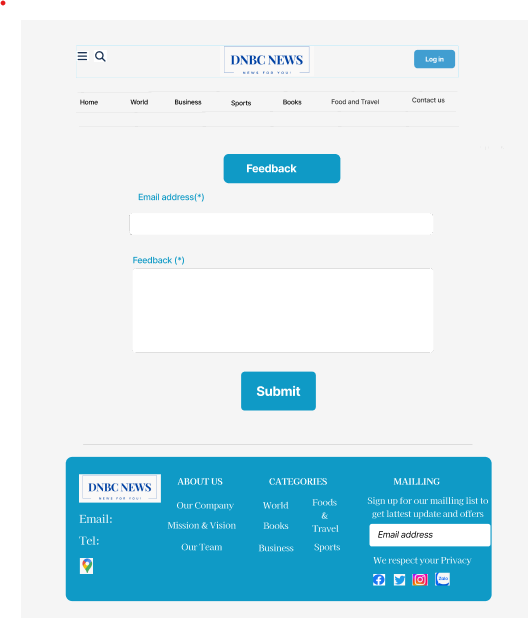 DNBC NEWS
NEWS FOR YOU!
Log in
Home World Business Sports Books Food and Travel Contact us
Feedback
Email address(*)
Feedback (*)
Submit
DNBC NEWS
NEWS FOR YOU!
Email:
Tel:
ABOUT US
Our Company
Mission & Vision
Our Team
CATEGORIES
World
Books
Business
Foods
&
Travel
Sports
MAILLING
Sign up for our mailling list to
get lattest update and offers
Email address
We respect your Privacy
Zalo